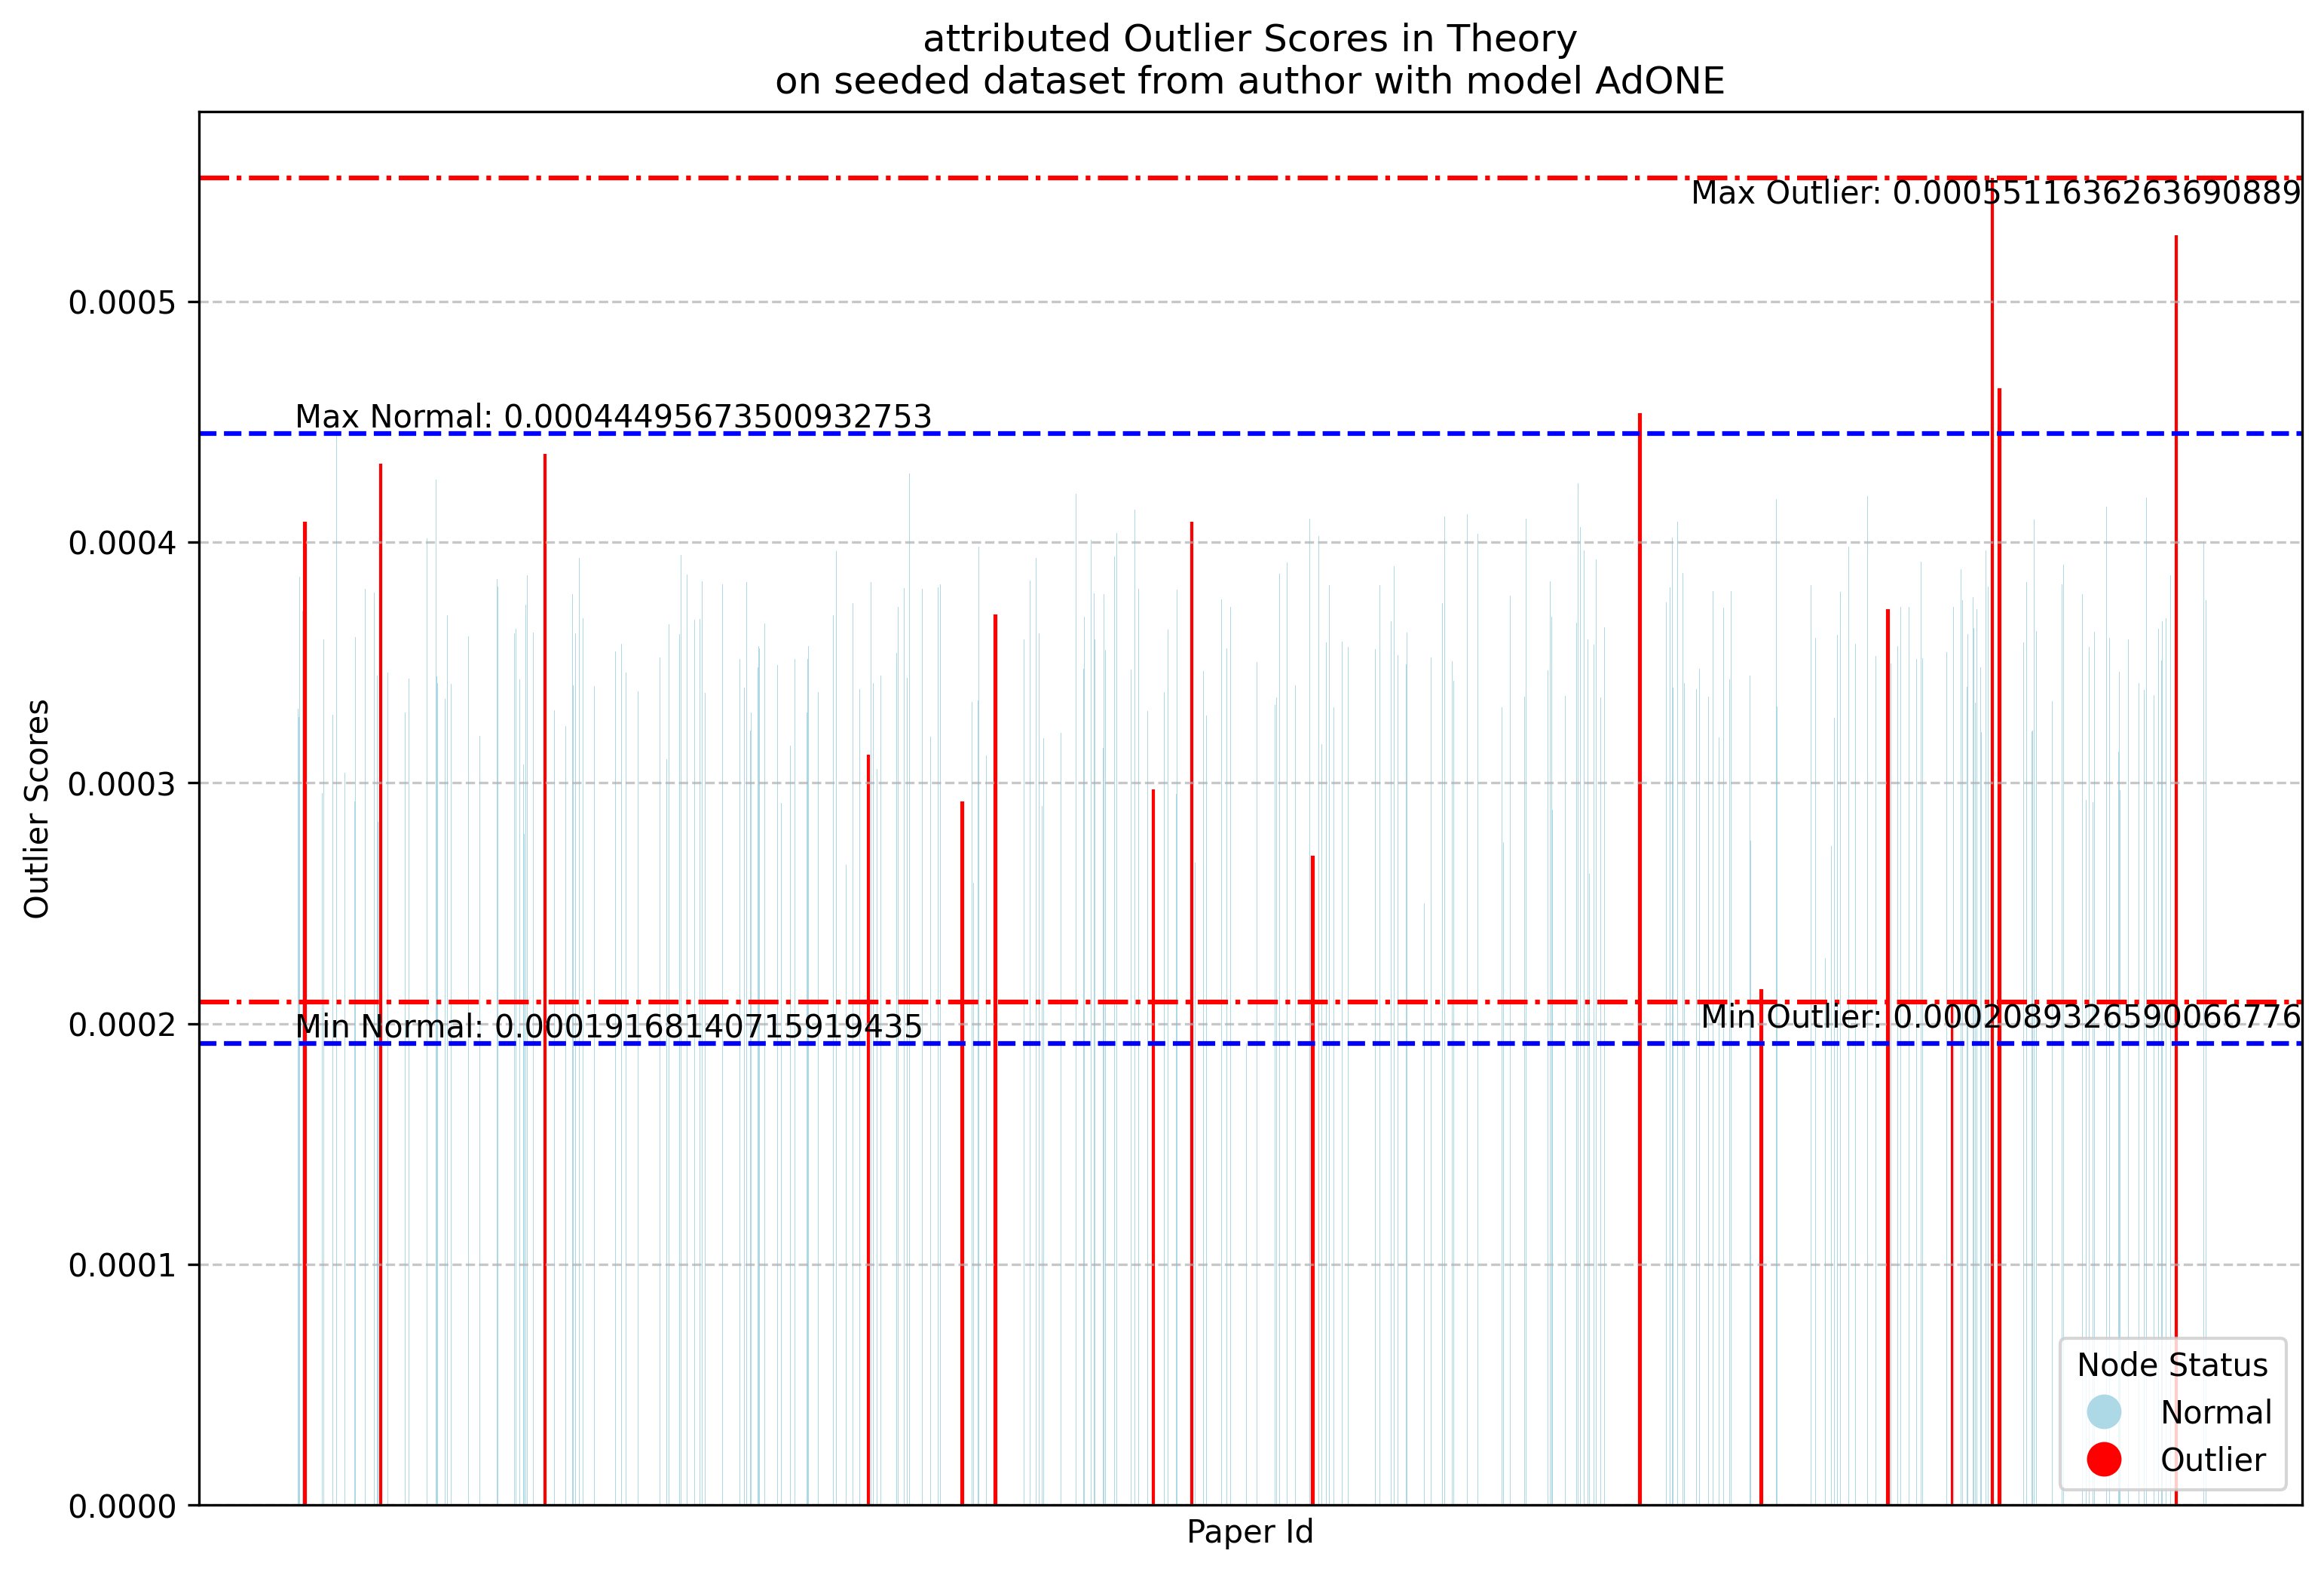 attributed Outlier Scores in Theory
on seeded dataset from author with model AdONE
Max Outlier: 0.0005511636263690889
0.0005
Max Normal: 0.00044495673500932753
0.0004
0.0003
Outlier Scores
0.0002
Min Normal: 0.00019168140715919435
Min Outlier: 0.0002089326590066776
0.0001
0.0000
Node Status
Normal
Outlier
Paper Id